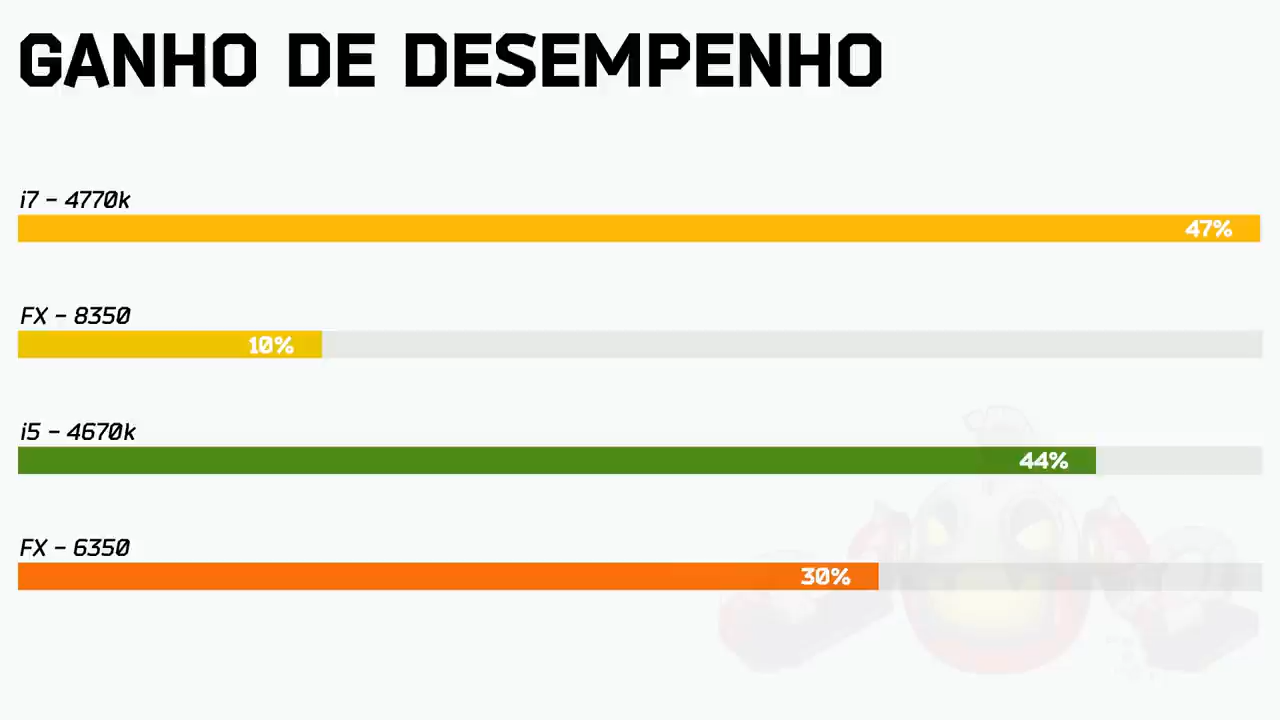 GANHO DE DESEMPENHO
i7 - 4770k
47%
FX - 8350
10%
i5 - 4670k
44%
FX - 6350
30%